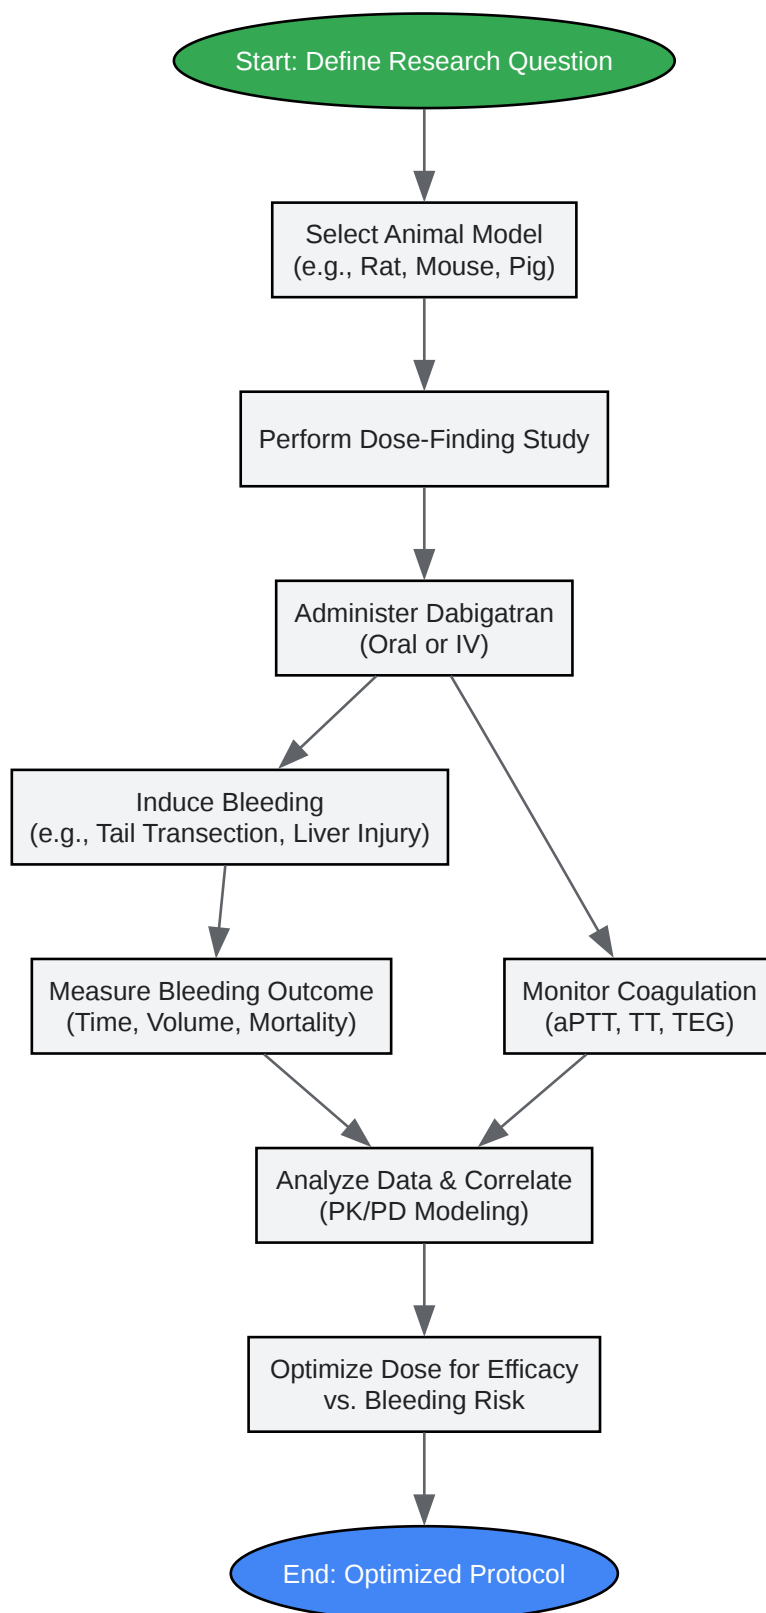 Start: Define Research Question
Select Animal Model
(e.g., Rat, Mouse, Pig)
Perform Dose-Finding Study
Administer Dabigatran
(Oral or IV)
Induce Bleeding
(e.g., Tail Transection, Liver Injury)
Measure Bleeding Outcome
(Time, Volume, Mortality)
Monitor Coagulation
(aPTT, TT, TEG)
Analyze Data & Correlate
(PK/PD Modeling)
Optimize Dose for Efficacy
vs. Bleeding Risk
End: Optimized Protocol